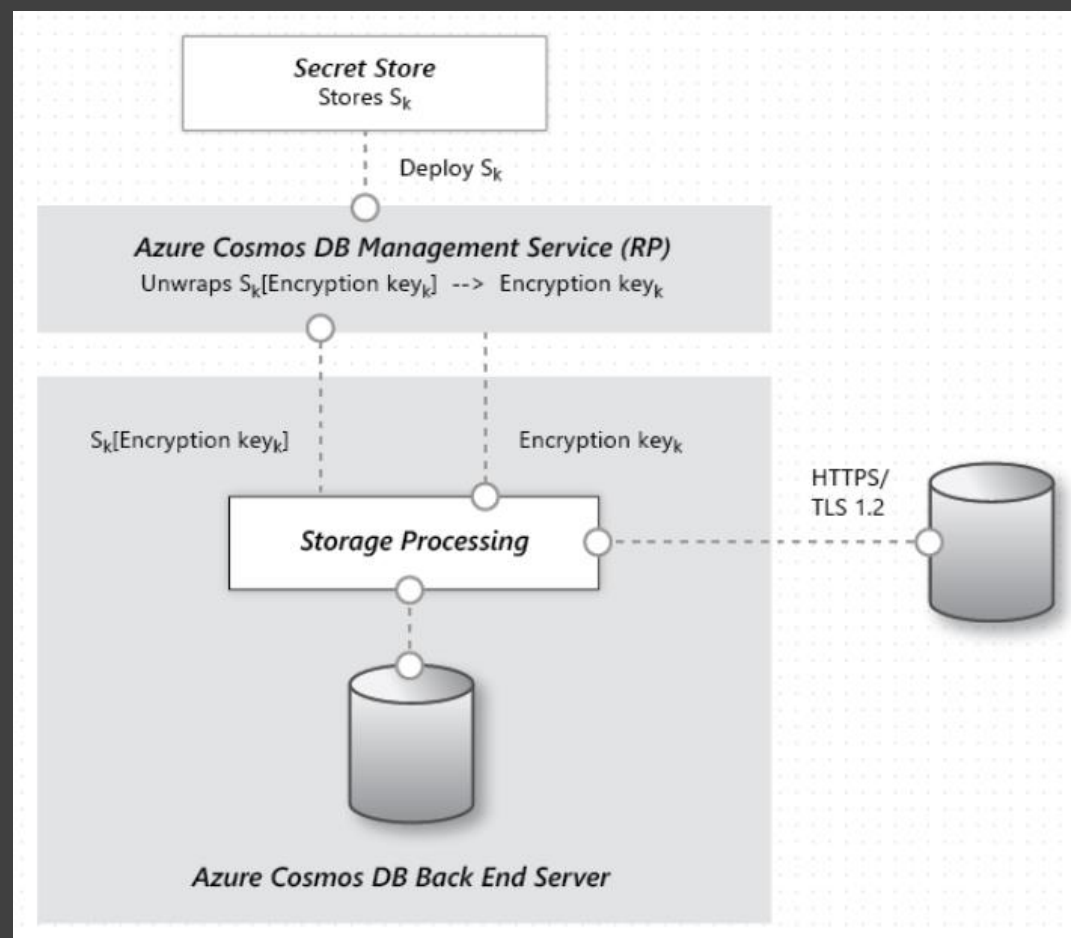 Secret Store
Stores Sk
Deploy Sk
Azure Cosmos DB Management Service (RP)
Unwraps Sk[Encryption keyk] --> Encryption keyk
Sk[Encryption keyk]
Encryption keyk
HTTPS/
TLS 1.2
Storage Processing
Azure Cosmos DB Back End Server